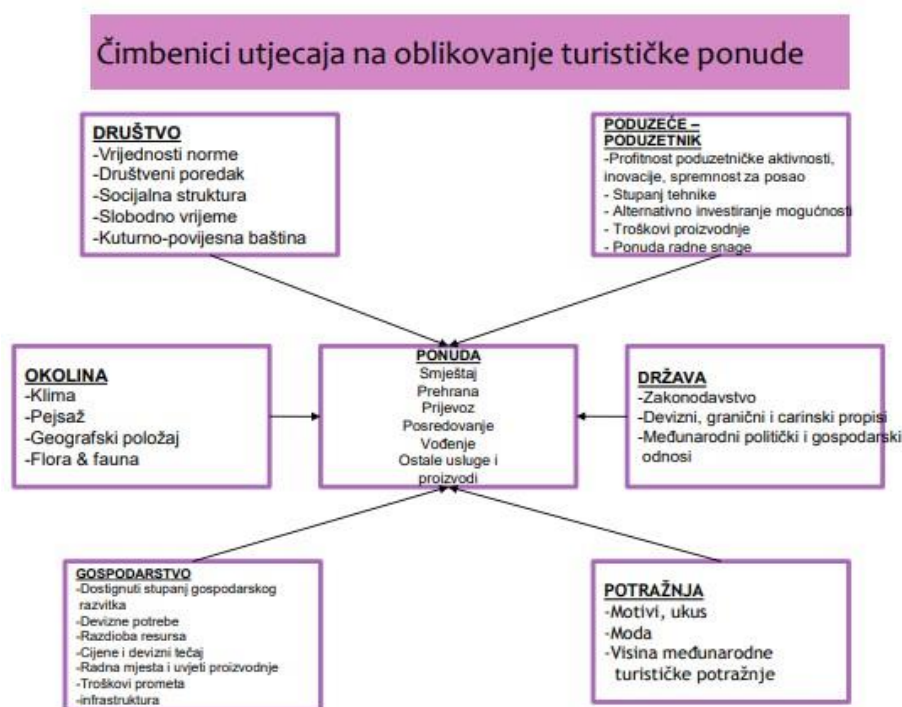 Čimbenici utjecaja na oblikovanje turističke ponude
DRUŠTVO
-Vrijednosti norme
-Društveni poredak
-Socijalna struktura
-Slobodno vrijeme
-Kuturno-povijesna baština
PODUZEĆE –
PODUZETNIK
-Profitnost poduzetničke aktivnosti,
inovacije, spremnost za posao
- Stupanj tehnike
- Alternativno investiranje mogućnosti
- Troškovi proizvodnje
- Ponuda radne snage
OKOLINA
-Klima
-Pejsaž
-Geografski položaj
-Flora & fauna
PONUDA
Smještaj
Prehrana
Prijevoz
Posredovanje
Vođenje
Ostale usluge i
proizvodi
DRŽAVA
-Zakonodavstvo
-Devizni, granični i carinski propisi
-Međunarodni politički i gospodarski
odnosi
GOSPODARSTVO
-Dostignuti stupanj gospodarskog
razvitka
-Devizne potrebe
-Razdioba resursa
-Cijene i devizni tečaj
-Radna mjesta i uvjeti proizvodnje
-Troškovi prometa
-infrastruktura
POTRAŽNJA
-Motivi, ukus
-Moda
-Visina međunarodne
turističke potražnje